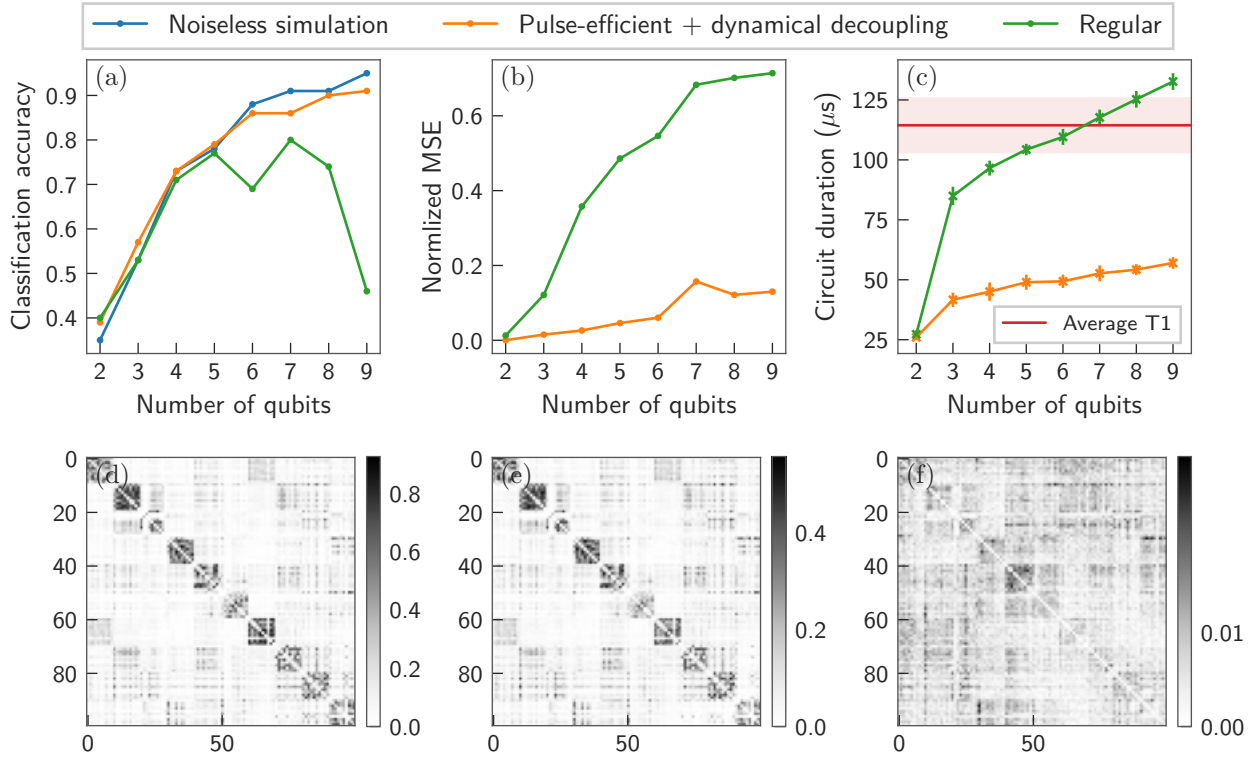 Noiseless simulation Pulse-efficient + dynamical decoupling Regular
(a)
Classification accuracy
0.9
0.8
0.7
0.6
0.5
0.4
2 3 4 5 6 7 8 9
Number of qubits
(b)
Normlized MSE
0.6
0.4
0.2
0.0
2 3 4 5 6 7 8 9
Number of qubits
(c)
Circuit duration (μs)
125
100
75
50
25
Average T1
2 3 4 5 6 7 8 9
Number of qubits
(d)
0
20
40
60
80
0 50
0.8
0.6
0.4
0.2
0.0
(e)
0
20
40
60
80
0 50
0.4
0.2
0.0
(f)
0
20
40
60
80
0 50
0.01
0.00